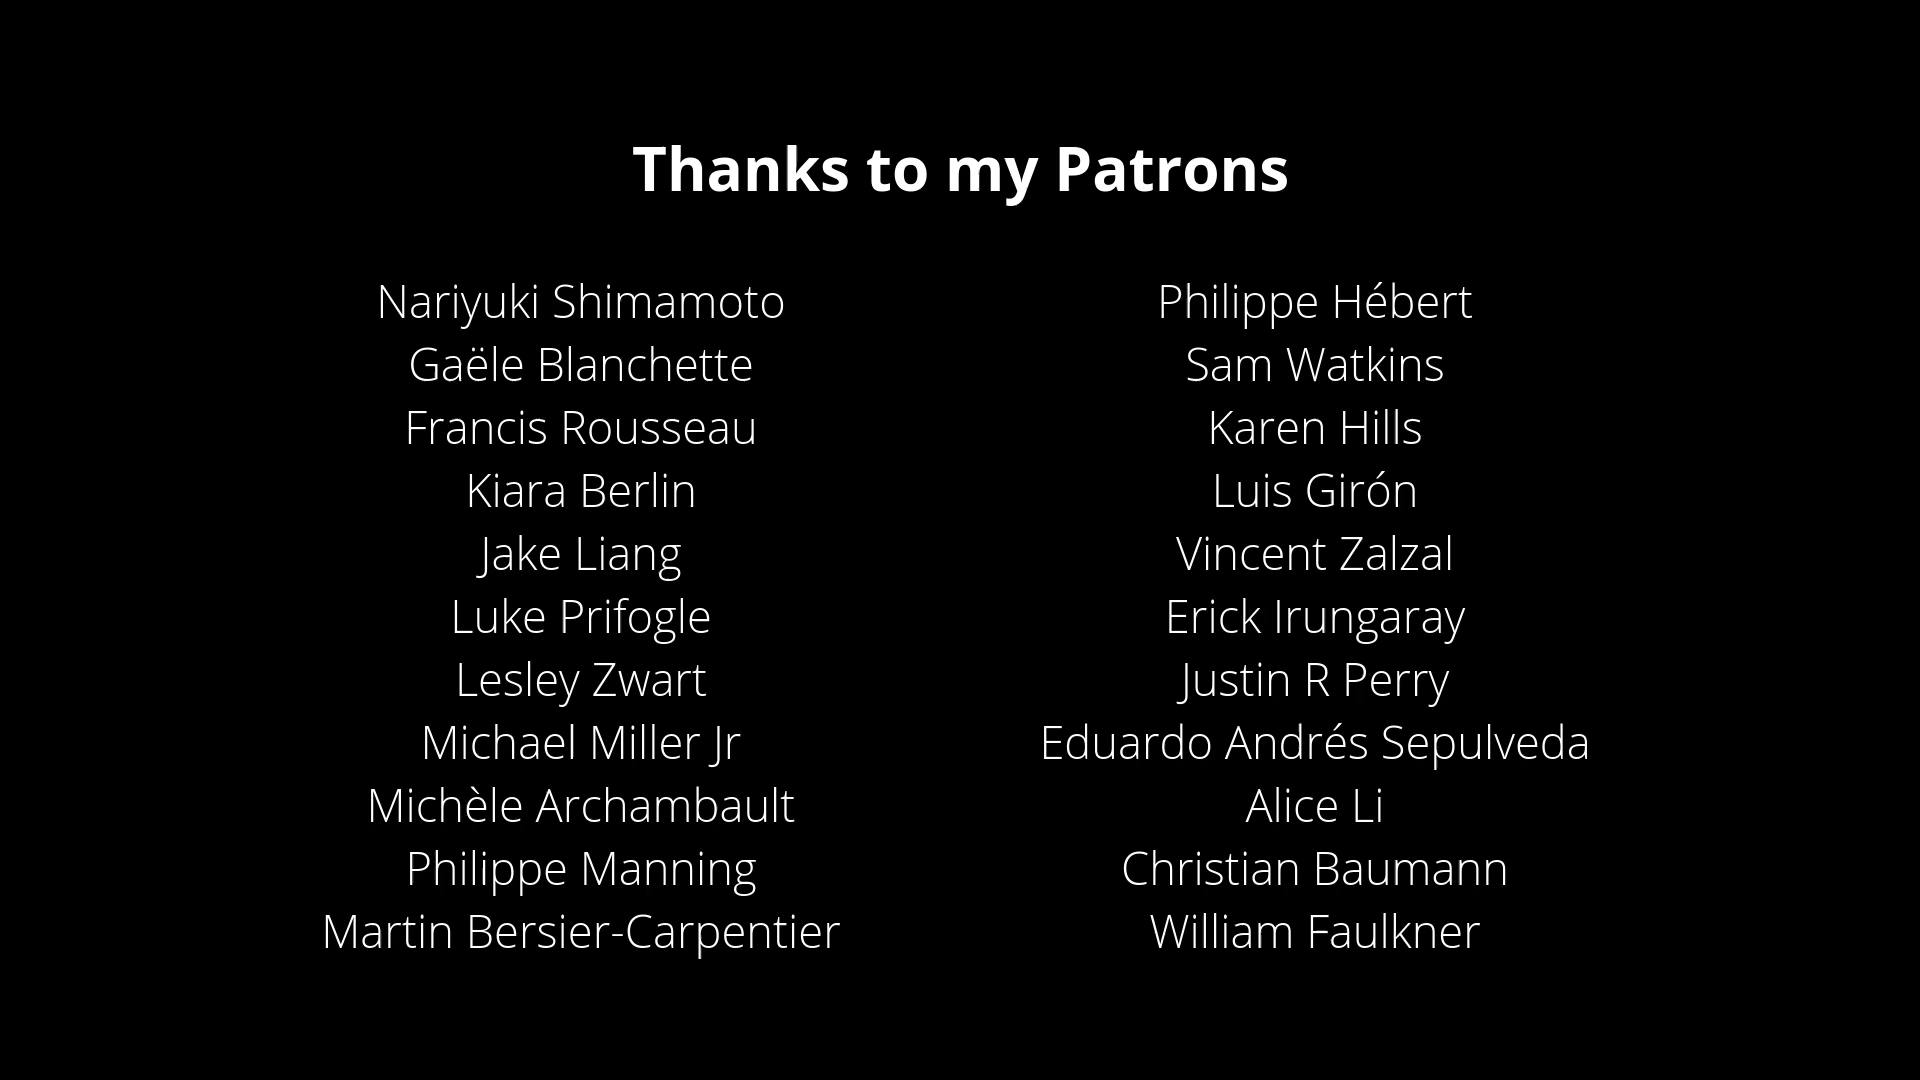 Thanks to my Patrons
Nariyuki Shimamoto
Gaële Blanchette
Francis Rousseau
Kiara Berlin
Jake Liang
Luke Prifogle
Lesley Zwart
Michael Miller Jr
Michèle Archambault
Philippe Manning
Martin Bersier-Carpentier
Philippe Hébert
Sam Watkins
Karen Hills
Luis Girón
Vincent Zalzal
Erick Irungaray
Justin R Perry
Eduardo Andrés Sepulveda
Alice Li
Christian Baumann
William Faulkner